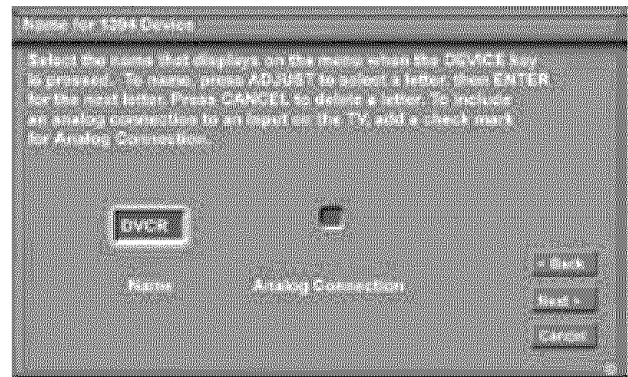 Name for 1394 Device
Select the name that displays on the menu when the DEVICE key
is pressed. To name, press ADJUST to select a letter, then ENTER
for the next letter. Press CANCEL to delete a letter. To include
an analog connection to an input on the TV, add a check mark
for Analog Connection.
DVCR
Name
Analog Connection
< Back
Next >
Cancel